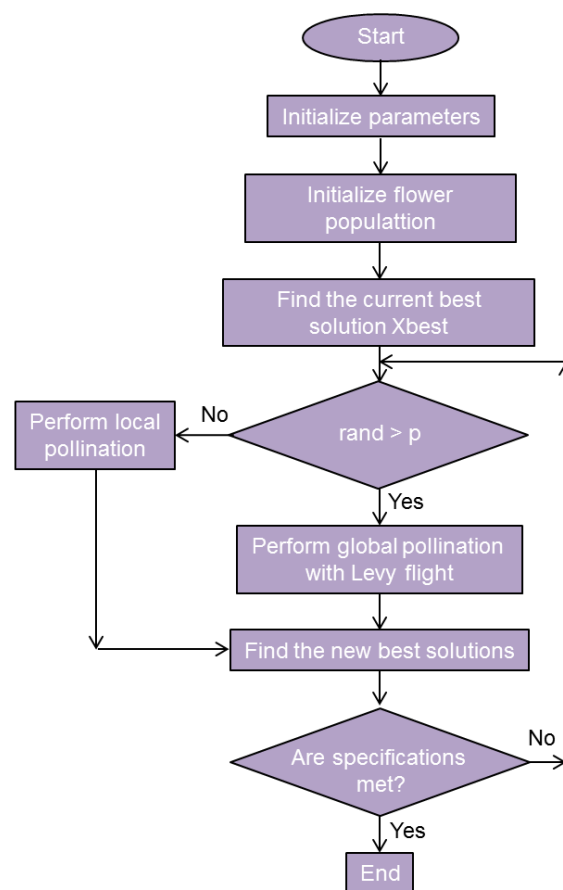 Start
Initialize parameters
Initialize flower
populattion
Find the current best
solution Xbest
rand > p
No
Perform local
pollination
Yes
Perform global pollination
with Levy flight
Find the new best solutions
Are specifications
met?
No
Yes
End